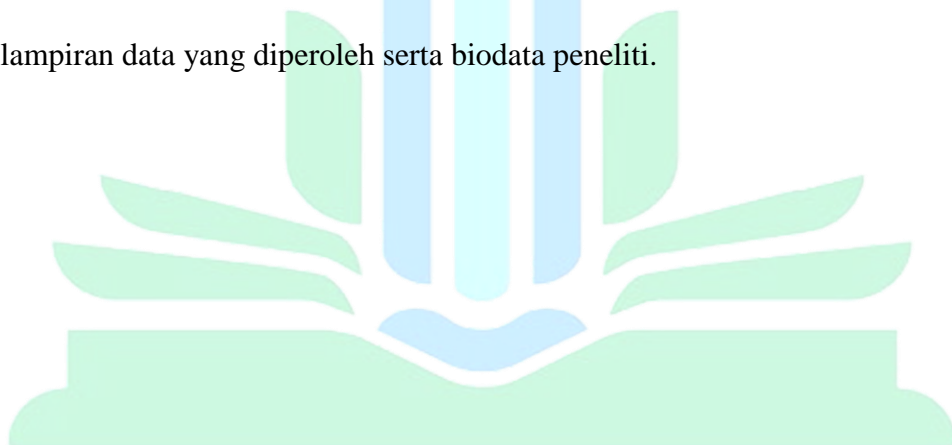 lampiran data yang diperoleh serta biodata peneliti.